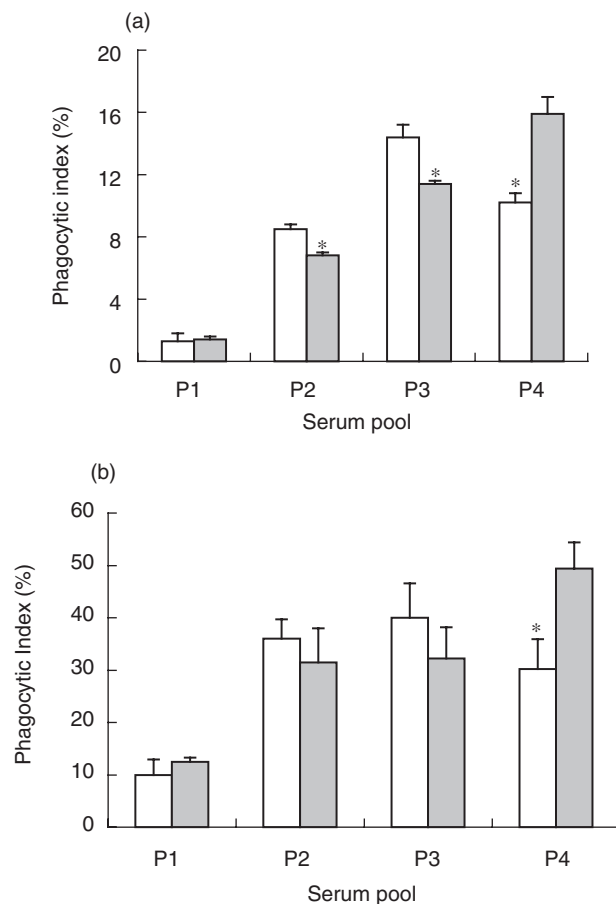 (a)
20
16
12
8
4
0
Phagocytic index (%)
*
*
*
P1 P2 P3 P4
Serum pool
(b)
60
50
40
30
20
10
0
Phagocytic Index (%)
*
P1 P2 P3 P4
Serum pool